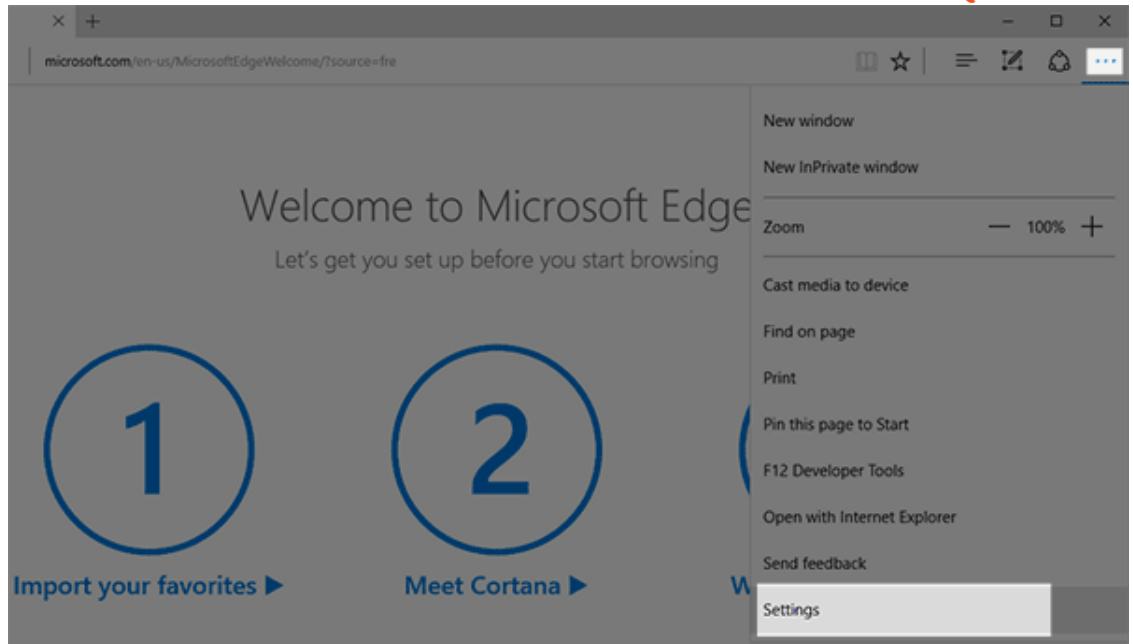 microsoft.com/en-us/MicrosoftEdgeWelcome/?source=fre
New window
New InPrivate window
Zoom — 100% +
Cast media to device
Find on page
Print
Pin this page to Start
F12 Developer Tools
Open with Internet Explorer
Send feedback
Settings
Welcome to Microsoft Edge
Let's get you set up before you start browsing
1
2
Import your favorites ▶
Meet Cortana ▶
W